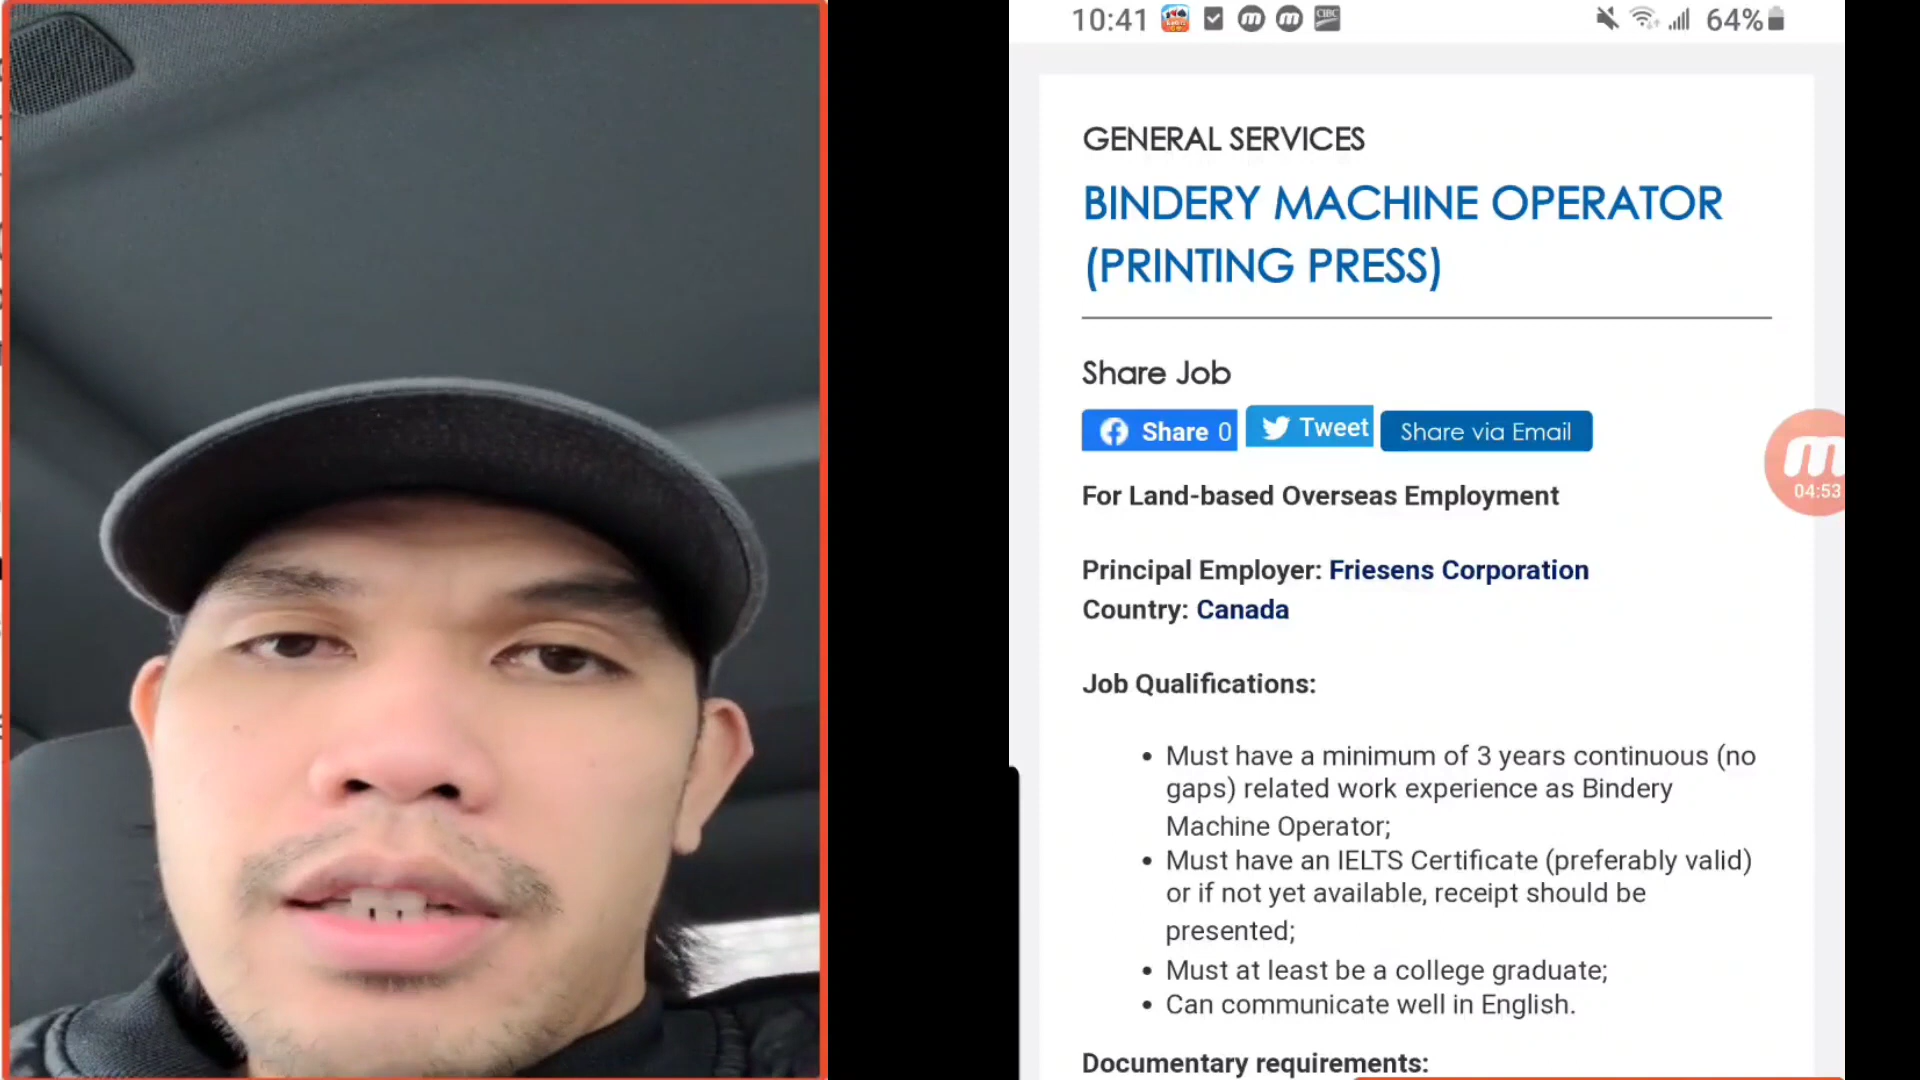 10:41
CIBC
64%
GENERAL SERVICES
BINDERY MACHINE OPERATOR
(PRINTING PRESS)
Share Job
Share 0
Tweet
Share via Email
For Land-based Overseas Employment
Principal Employer: Friesens Corporation
Country: Canada
04:53
Job Qualifications:
• Must have a minimum of 3 years continuous (no
gaps) related work experience as Bindery
Machine Operator;
• Must have an IELTS Certificate (preferably valid)
or if not yet available, receipt should be
presented;
• Must at least be a college graduate;
• Can communicate well in English.
Documentary requirements: